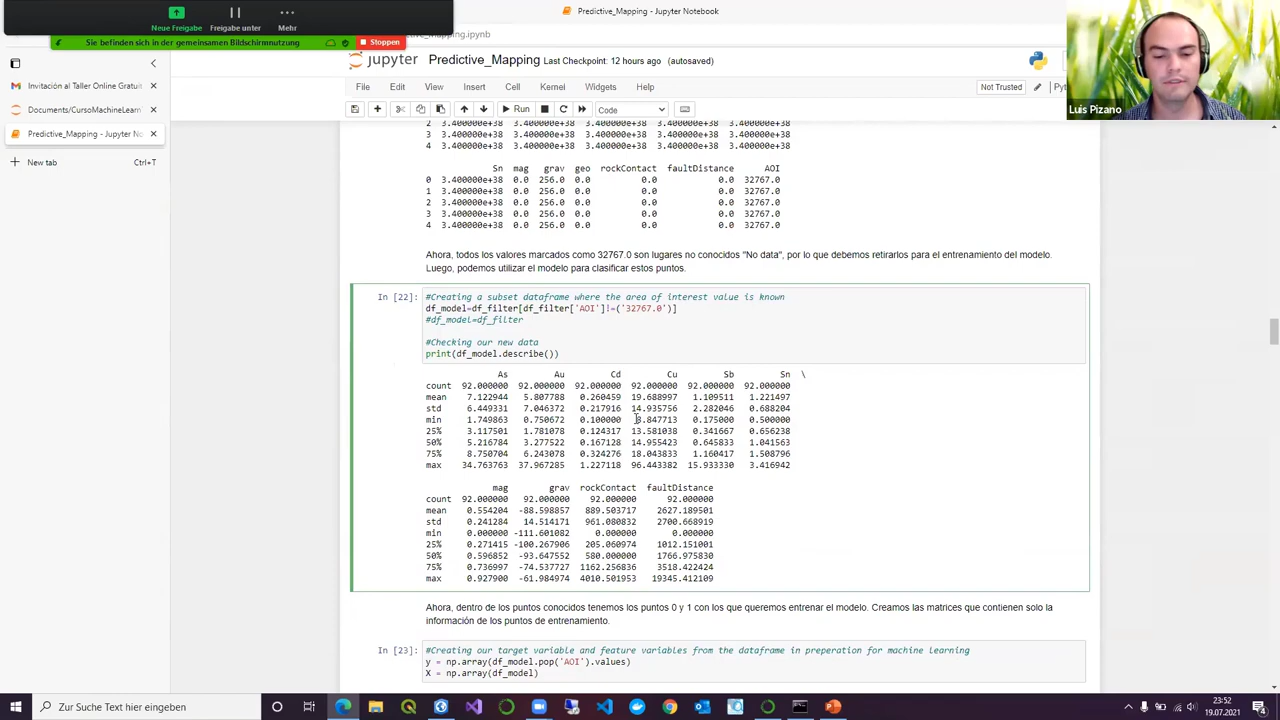 Predictive_Mapping - Jupyter Notebook
Neue Freigabe
Freigabe unter
Mehr
Sie befinden sich in der gemeinsamen Bildschirmnutzung
Stoppen
_mapping.ipynb
jupyter Predictive_Mapping Last Checkpoint: 12 hours ago (autosaved)
Luis Pizano
Invitación al Taller Online Gratuit
Documents/CursoMachineLearn
Predictive_Mapping - Jupyter No
New tab Ctrl+T
File Edit View Insert Cell Kernel Widgets Help Not Trusted
Run Code
2 3.400000e+38 3.400000e+38 3.400000e+38 3.400000e+38 3.400000e+38
3 3.400000e+38 3.400000e+38 3.400000e+38 3.400000e+38 3.400000e+38
4 3.400000e+38 3.400000e+38 3.400000e+38 3.400000e+38 3.400000e+38
Sn mag grav geo rockContact faultDistance AOI
0 3.400000e+38 0.0 256.0 0.0 0.0 0.0 32767.0
1 3.400000e+38 0.0 256.0 0.0 0.0 0.0 32767.0
2 3.400000e+38 0.0 256.0 0.0 0.0 0.0 32767.0
3 3.400000e+38 0.0 256.0 0.0 0.0 0.0 32767.0
4 3.400000e+38 0.0 256.0 0.0 0.0 0.0 32767.0
Ahora, todos los valores marcados como 32767.0 son lugares no conocidos "No data", por lo que debemos retirarlos para el entrenamiento del modelo.
Luego, podemos utilizar el modelo para clasificar estos puntos.
In [22]: #Creating a subset dataframe where the area of interest value is known
df_model=df_filter[df_filter['AOI']!=('32767.0')]
#df_model=df_filter
#Checking our new data
print(df_model.describe())
As Au Cd Cu Sb Sn \
count 92.000000 92.000000 92.000000 92.000000 92.000000 92.000000
mean 7.122944 5.807788 0.260459 19.688997 1.109511 1.221497
std 6.449331 7.046372 0.217916 14.935756 2.282046 0.688204
min 1.749863 0.750672 0.100000 8.847713 0.175000 0.500000
25% 3.117501 1.781078 0.124317 13.581038 0.341667 0.656238
50% 5.216784 3.277522 0.167128 14.955423 0.645833 1.041563
75% 8.750704 6.243078 0.324276 18.043833 1.160417 1.508796
max 34.763763 37.967285 1.227118 96.443382 15.933330 3.416942
mag grav rockContact faultDistance
count 92.000000 92.000000 92.000000 92.000000
mean 0.554204 -88.598857 889.503717 2627.189501
std 0.241284 14.514171 961.080832 2700.668919
min 0.000000 -111.601082 0.000000 0.000000
25% 0.271415 -100.267906 205.060974 1012.151001
50% 0.596852 -93.647552 580.000000 1766.975830
75% 0.736997 -74.537727 1162.256836 3518.422424
max 0.927900 -61.984974 4010.501953 19345.412109
Ahora, dentro de los puntos conocidos tenemos los puntos 0 y 1 con los que queremos entrenar el modelo. Creamos las matrices que contienen solo la
información de los puntos de entrenamiento.
In [23]: #Creating our target variable and feature variables from the dataframe in preperation for machine learning
y = np.array(df_model.pop('AOI').values)
X = np.array(df_model)
Zur Suche Text hier eingeben
23:52
19.07.2021